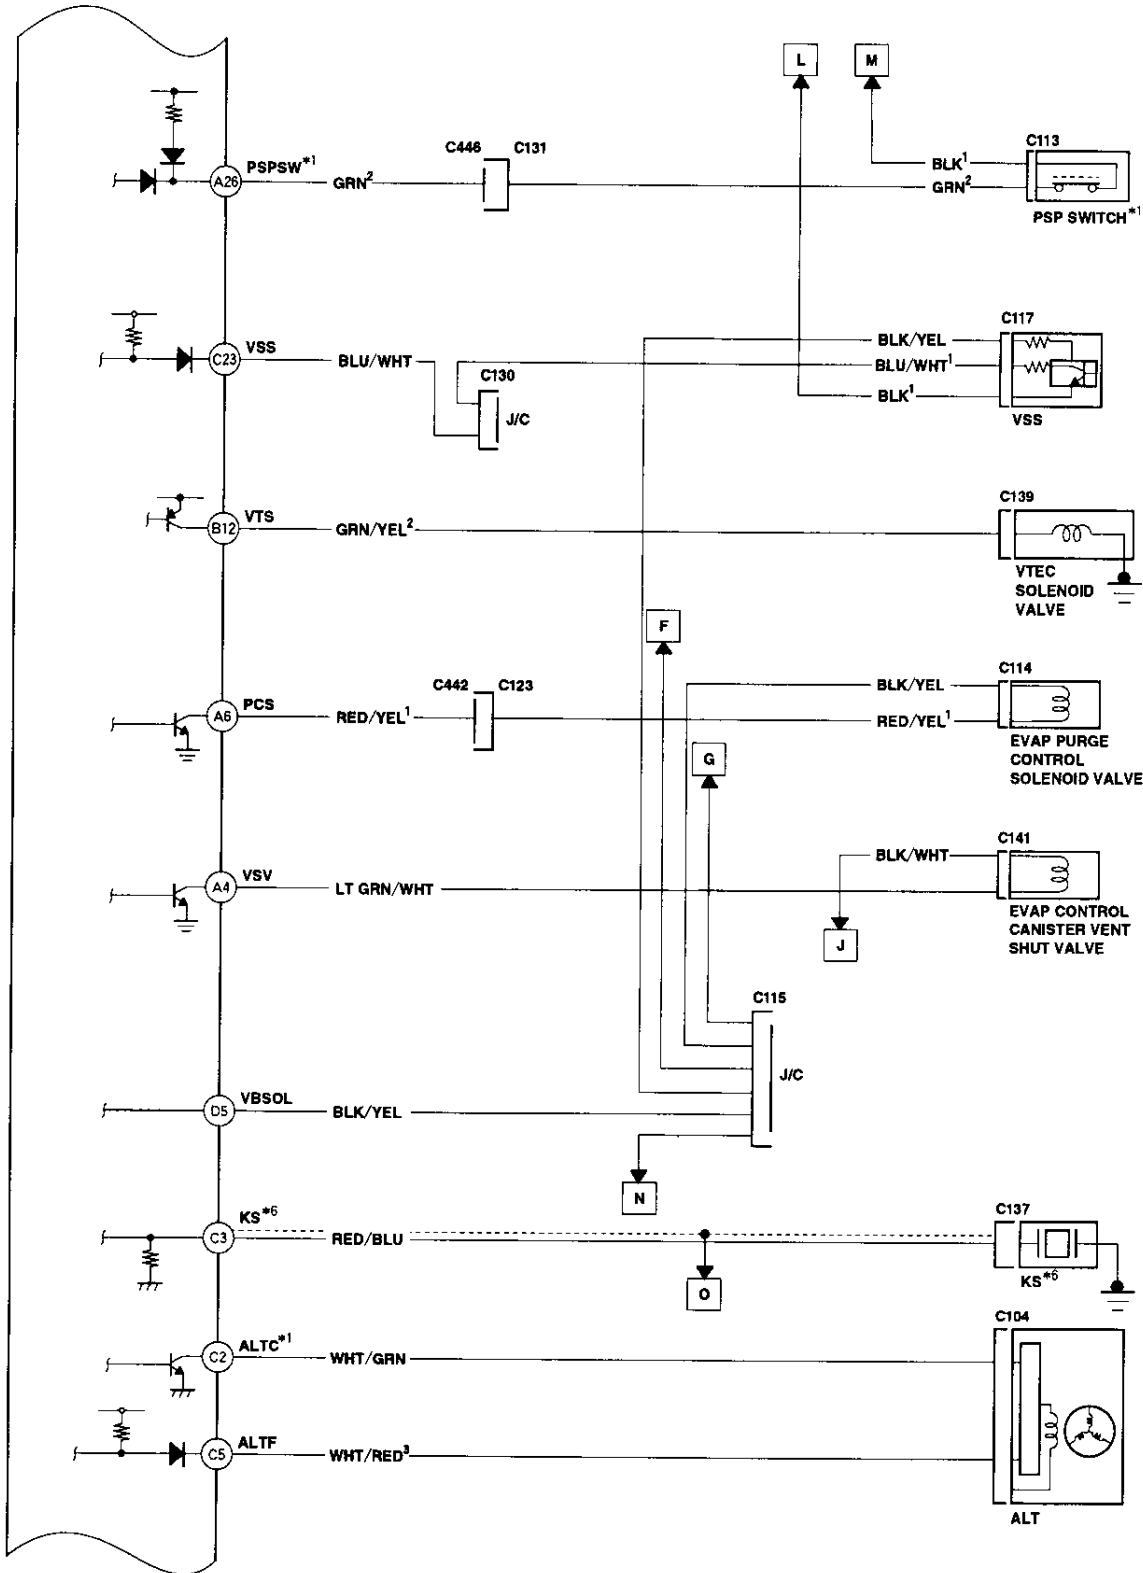 L M
C113
PSPSW*1
C446 C131
BLK1
A26
GRN2
GRN2
PSP SWITCH*1
C117
VSS
BLK/YEL
C23
BLU/WHT
BLU/WHT1
C130
BLK1
J/C
VSS
C139
VTS
B12
GRN/YEL2
VTEC
SOLENOID
VALVE
F
C114
C442 C123
BLK/YEL
PCS
A6
RED/YEL1
RED/YEL1
EVAP PURGE
CONTROL
SOLENOID VALVE
G
C141
BLK/WHT
VSV
A4
LT GRN/WHT
EVAP CONTROL
CANISTER VENT
SHUT VALVE
J
C115
J/C
VBSOL
D5
BLK/YEL
N
C137
KS*6
C3
RED/BLU
KS*6
O
C104
ALTC*1
C2
WHT/GRN
ALTF
C5
WHT/RED3
ALT